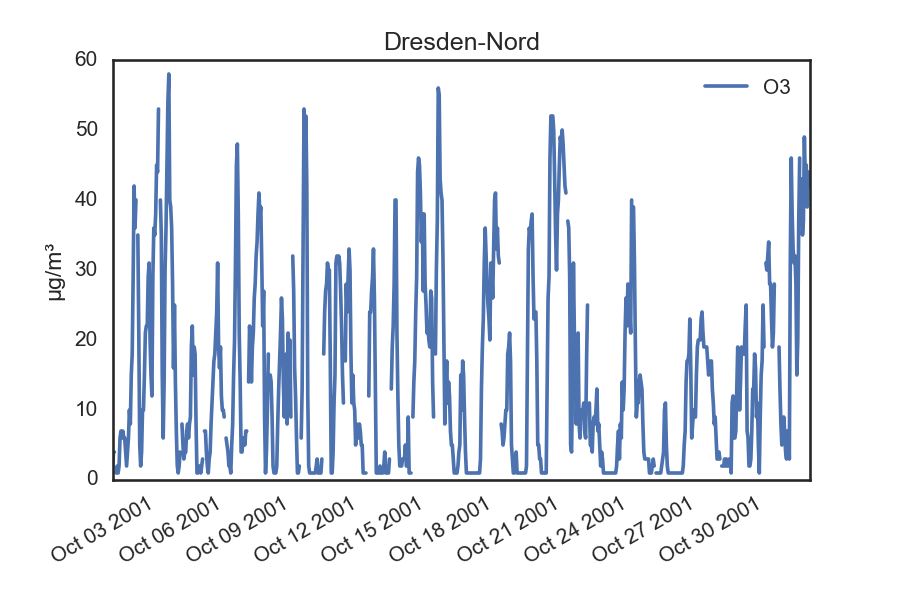 Dresden-Nord
60
50
40
30
20
10
0
µg/m³
O3
Oct 03 2001
Oct 06 2001
Oct 09 2001
Oct 12 2001
Oct 15 2001
Oct 18 2001
Oct 21 2001
Oct 24 2001
Oct 27 2001
Oct 30 2001